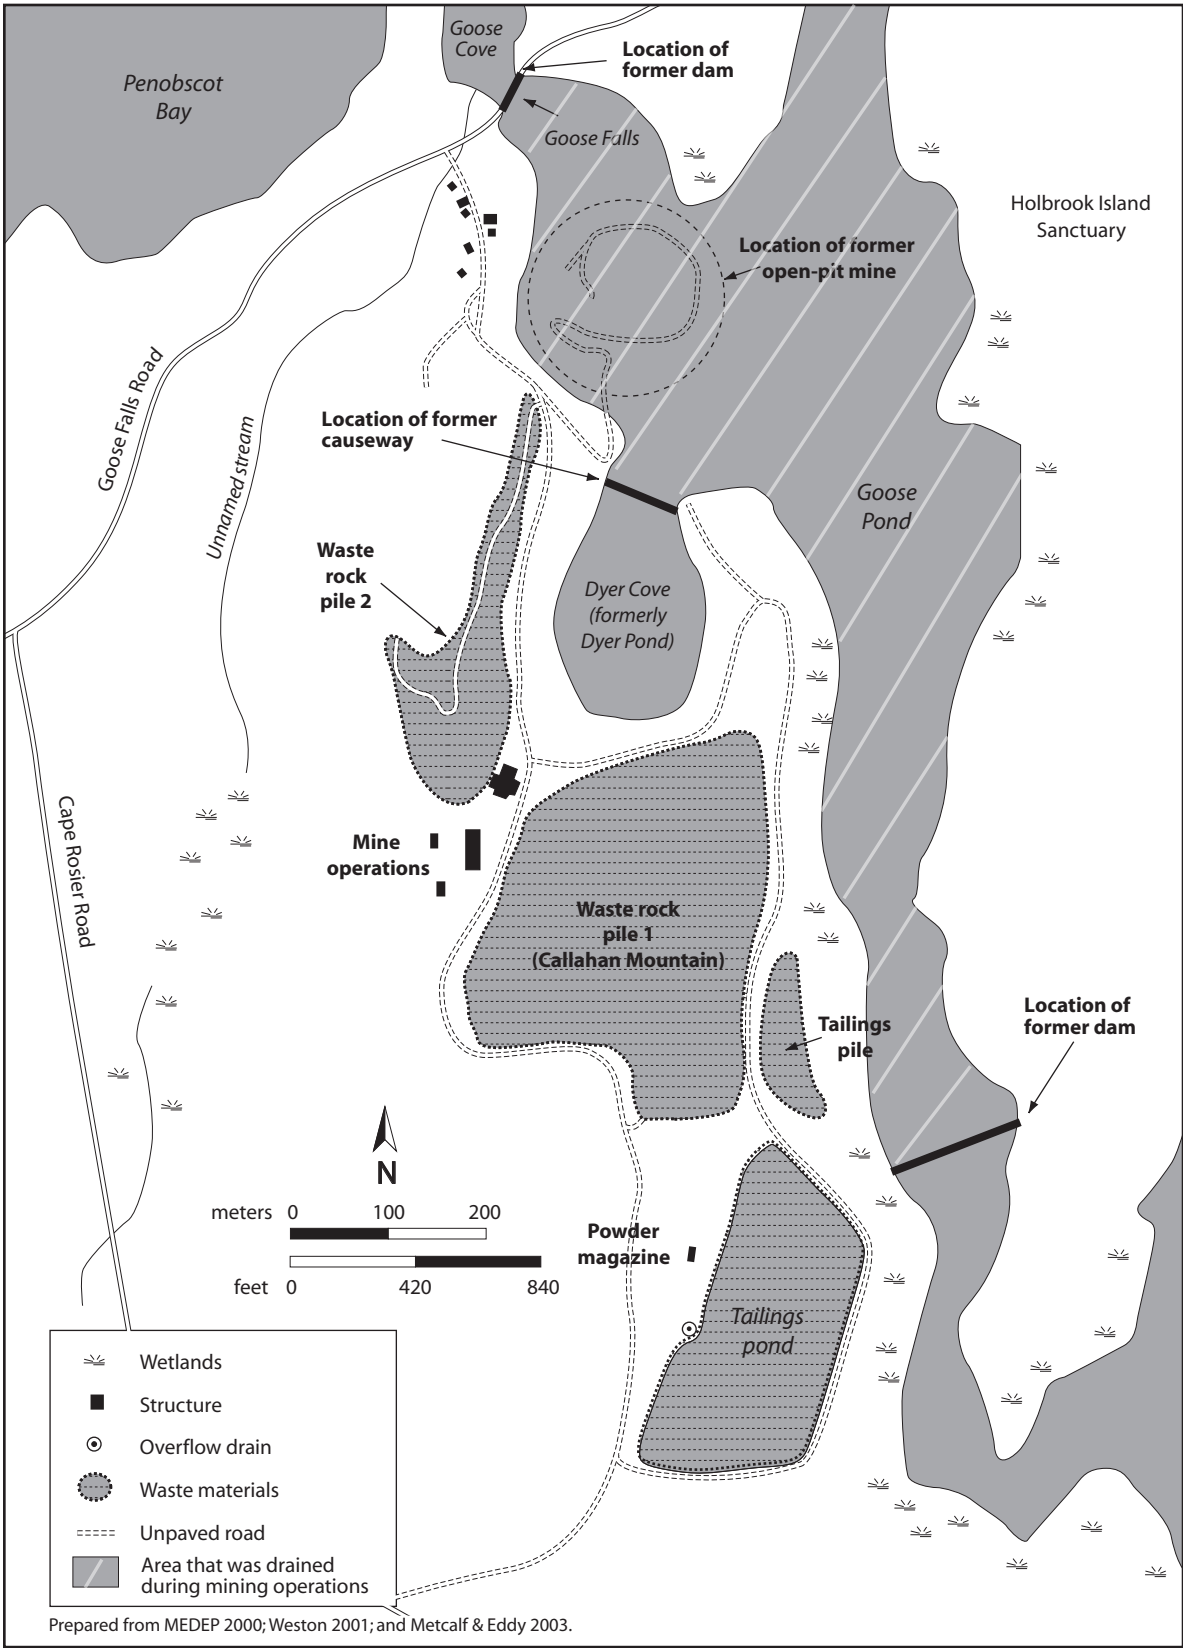 Goose
Cove
Location of
former dam
Penobscot
Bay
Goose Falls
Holbrook Island
Sanctuary
Location of former
open-pit mine
Goose Falls Road
Location of former
causeway
Unnamed stream
Goose
Pond
Waste
rock
pile 2
Dyer Cove
(formerly
Dyer Pond)
Cape Rosier Road
Mine
operations
Waste rock
pile 1
(Callahan Mountain)
Location of
former dam
Tailings
pile
N
meters 0 100 200
feet 0 420 840
Powder
magazine
Tailings
pond
Wetlands
Structure
Overflow drain
Waste materials
Unpaved road
Area that was drained
during mining operations
Prepared from MEDEP 2000; Weston 2001; and Metcalf & Eddy 2003.